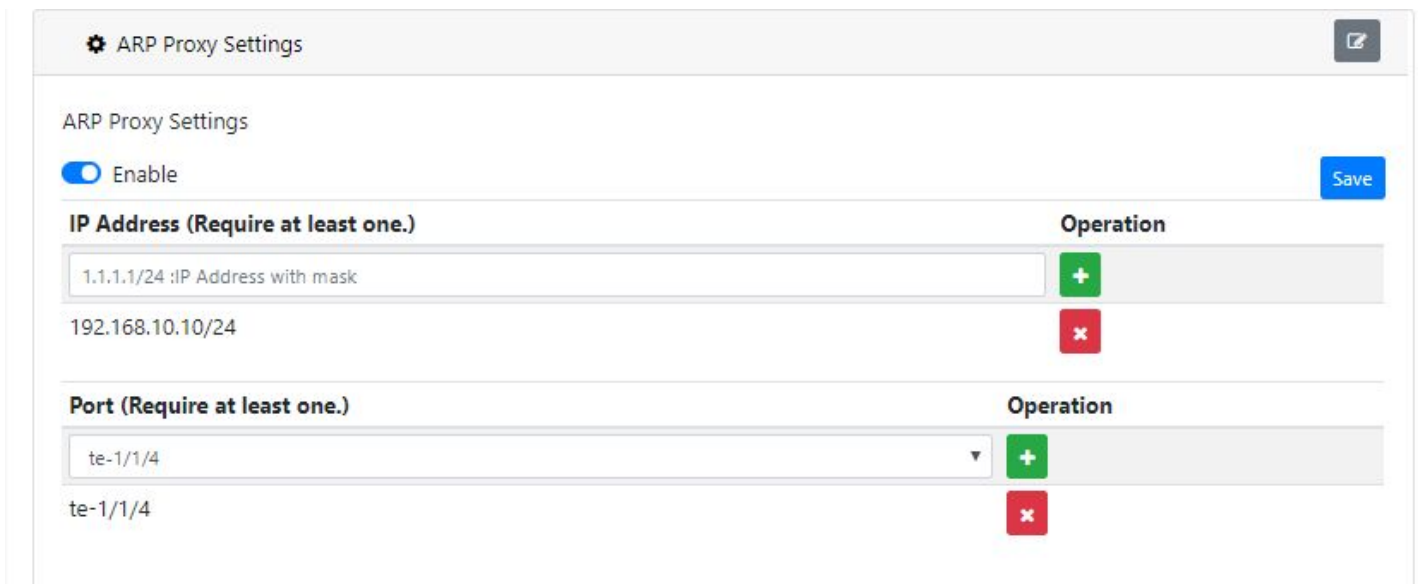 ARP Proxy Settings
ARP Proxy Settings
Enable
Save
IP Address (Require at least one.) Operation
1.1.1.1/24 :IP Address with mask
192.168.10.10/24
Port (Require at least one.) Operation
te-1/1/4
te-1/1/4